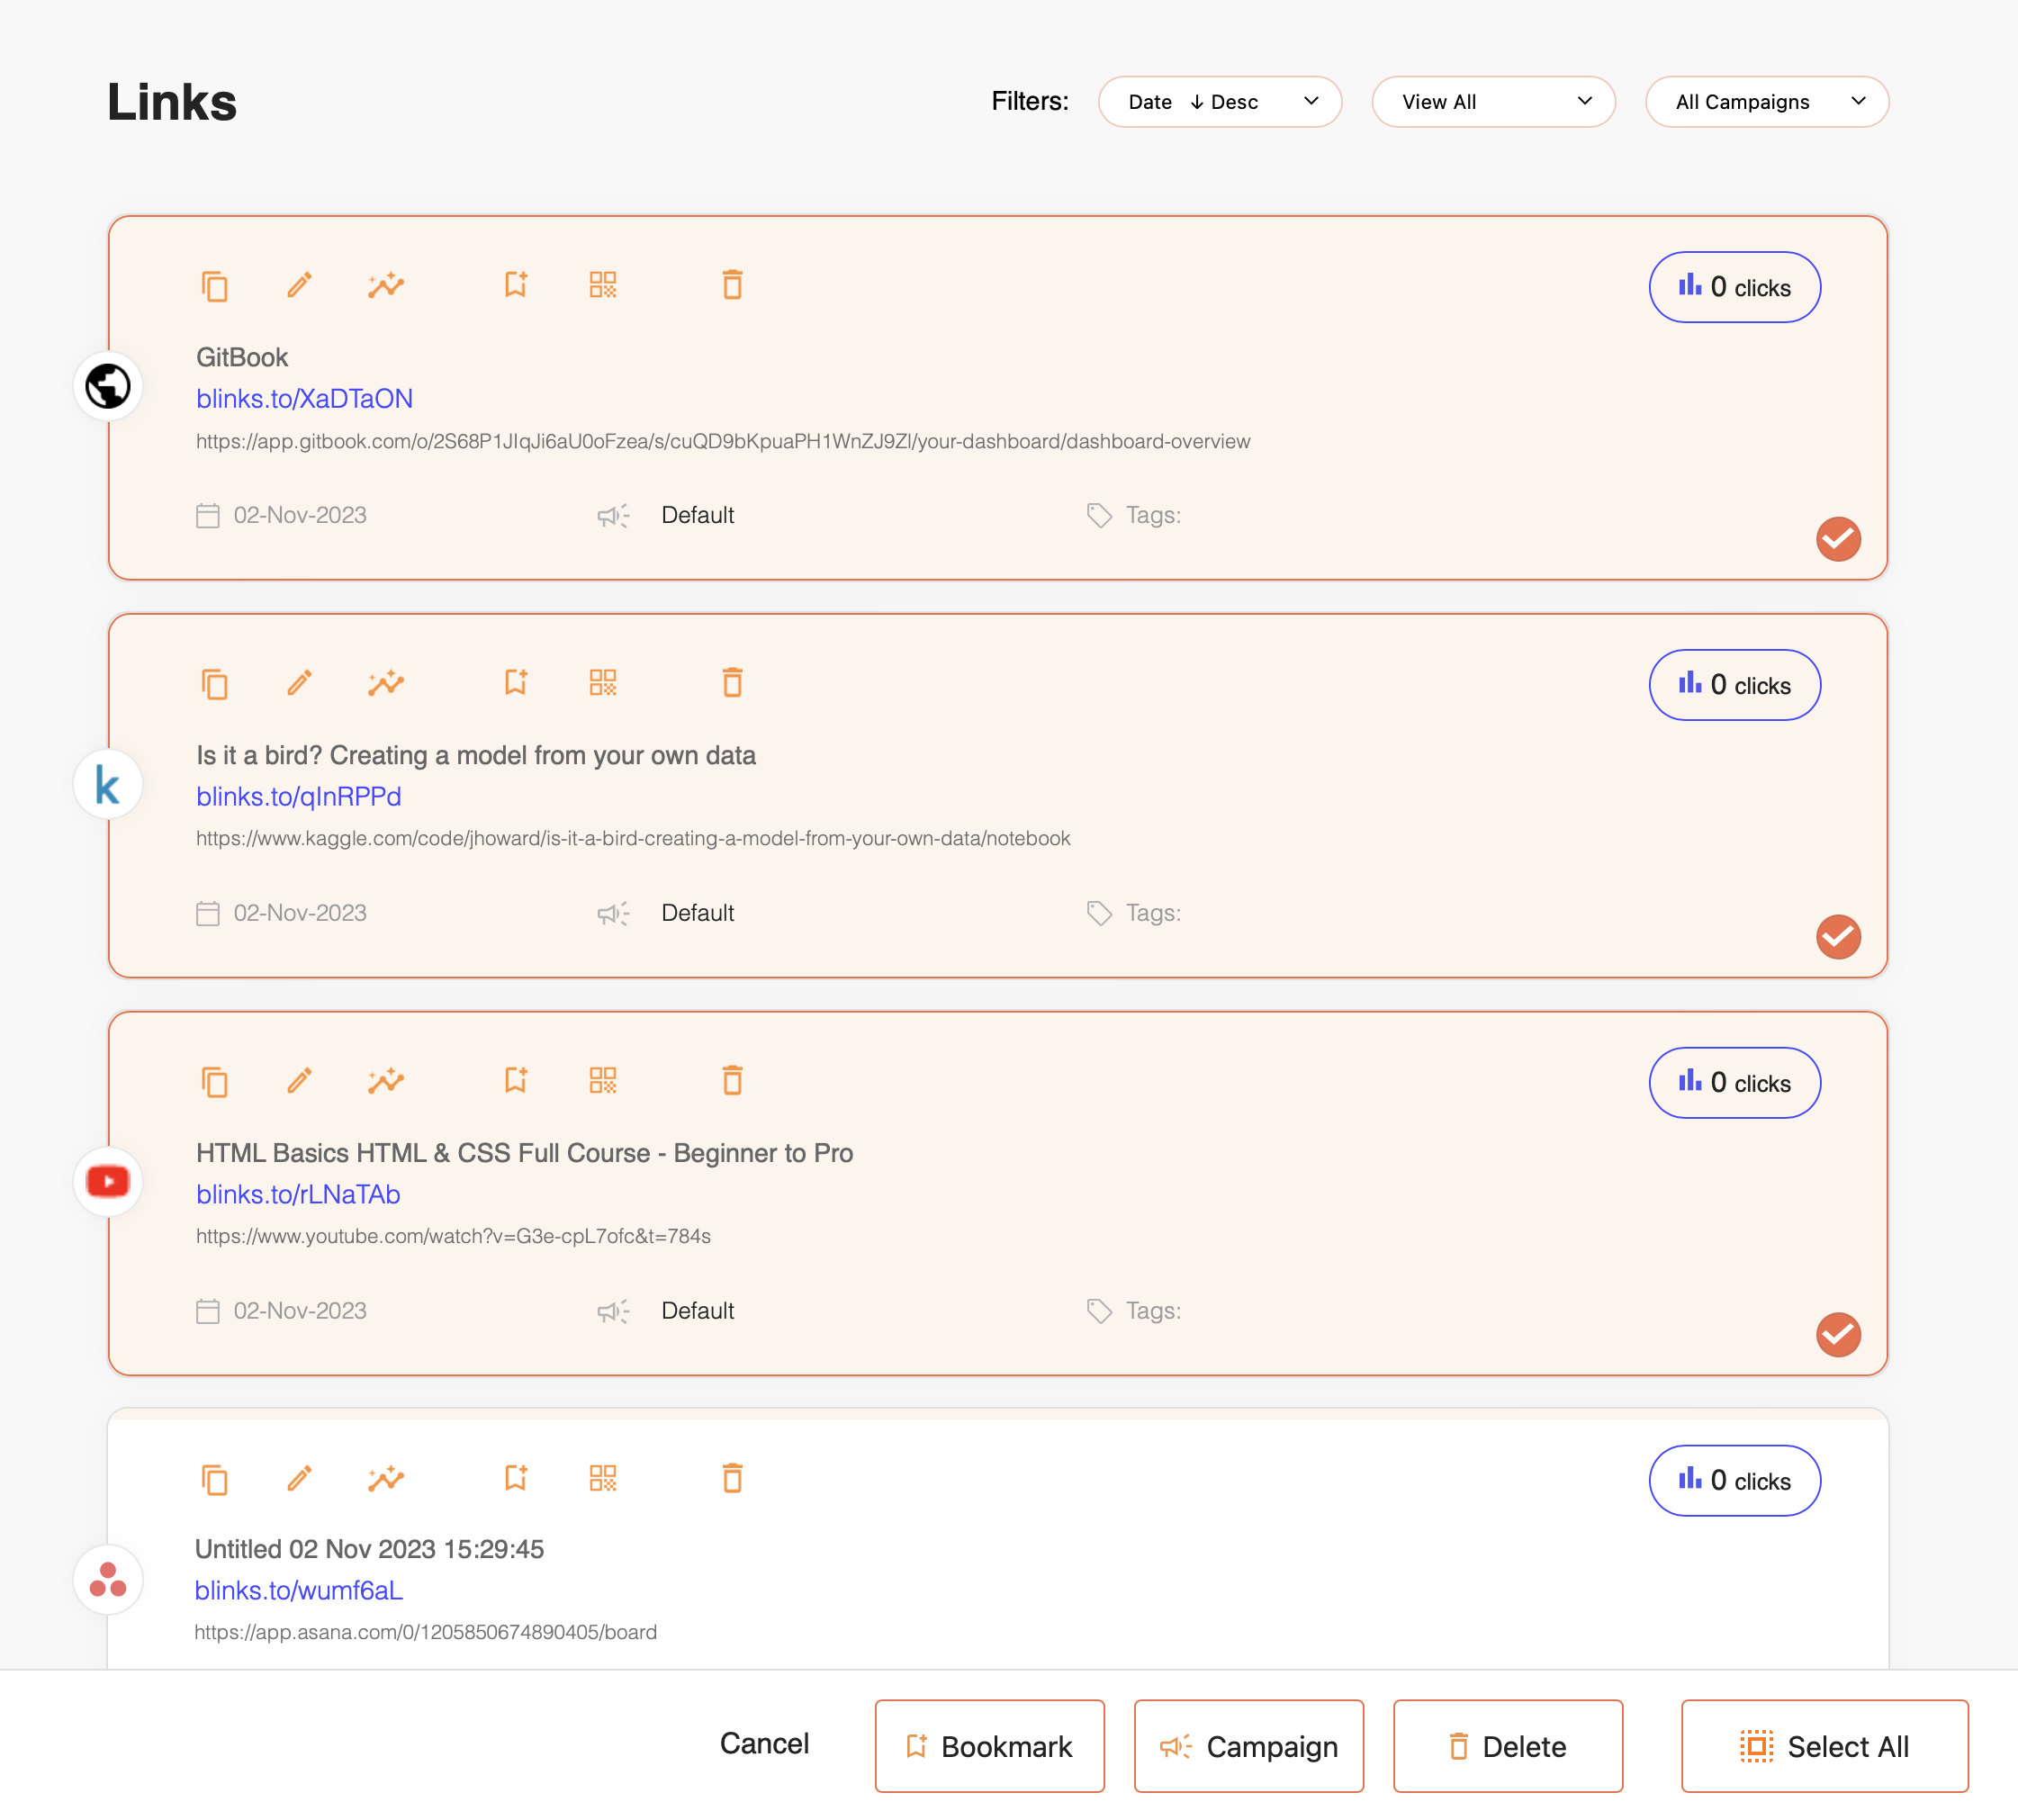 Links
Filters: Date ↓ Desc View All All Campaigns
0 clicks
GitBook
blinks.to/XaDTaON
https://app.gitbook.com/o/2S68P1JIqJi6aU0oFzea/s/cuQD9bKpuaPH1WnZJ9ZI/your-dashboard/dashboard-overview
02-Nov-2023 Default Tags:
0 clicks
k
Is it a bird? Creating a model from your own data
blinks.to/qInRPPd
https://www.kaggle.com/code/jhoward/is-it-a-bird-creating-a-model-from-your-own-data/notebook
02-Nov-2023 Default Tags:
0 clicks
HTML Basics HTML & CSS Full Course - Beginner to Pro
blinks.to/rLNaTAb
https://www.youtube.com/watch?v=G3e-cpL7ofc&t=784s
02-Nov-2023 Default Tags:
0 clicks
Untitled 02 Nov 2023 15:29:45
blinks.to/wumf6aL
https://app.asana.com/0/1205850674890405/board
Cancel Bookmark Campaign Delete Select All